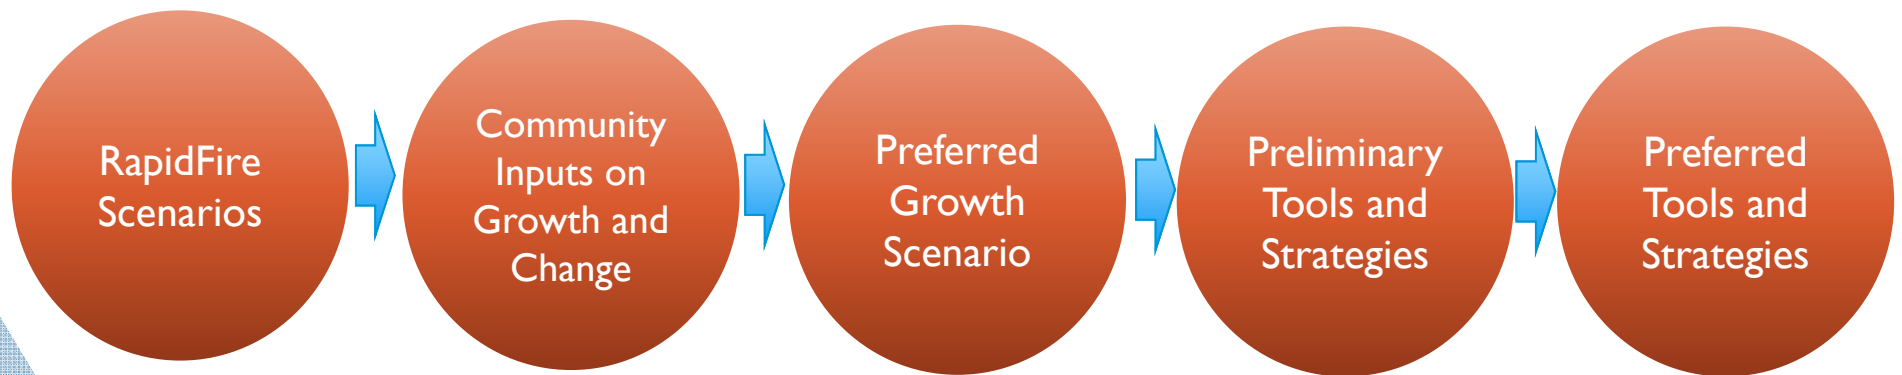 RapidFire
Scenarios
Community
Inputs on
Growth and
Change
Preferred
Growth
Scenario
Preliminary
Tools and
Strategies
Preferred
Tools and
Strategies